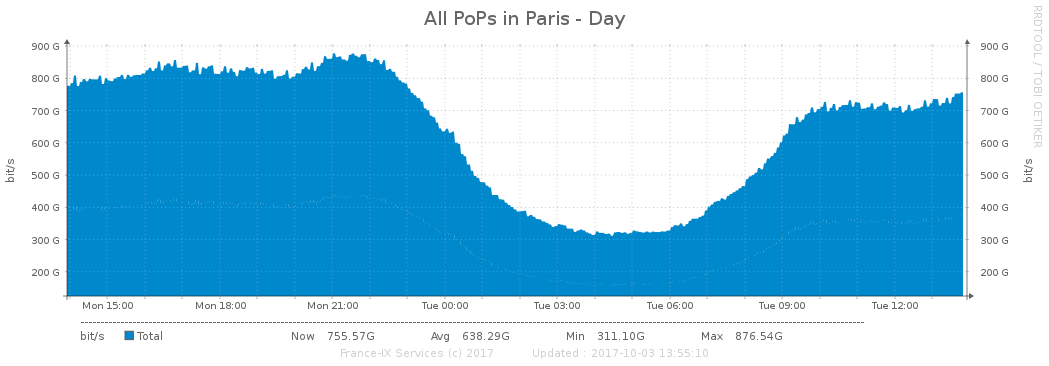 All PoPs in Paris - Day
RRDTOOL / TOBI OETIKER
900 G 900 G
800 G 800 G
700 G 700 G
600 G 600 G
500 G 500 G
400 G 400 G
300 G 300 G
200 G 200 G
bit/s
bit/s
Mon 15:00 Mon 18:00 Mon 21:00 Tue 00:00 Tue 03:00 Tue 06:00 Tue 09:00 Tue 12:00
bit/s Total Now 755.57G Avg 638.29G Min 311.10G Max 876.54G
France-IX Services (c) 2017 Updated : 2017-10-03 13:55:10